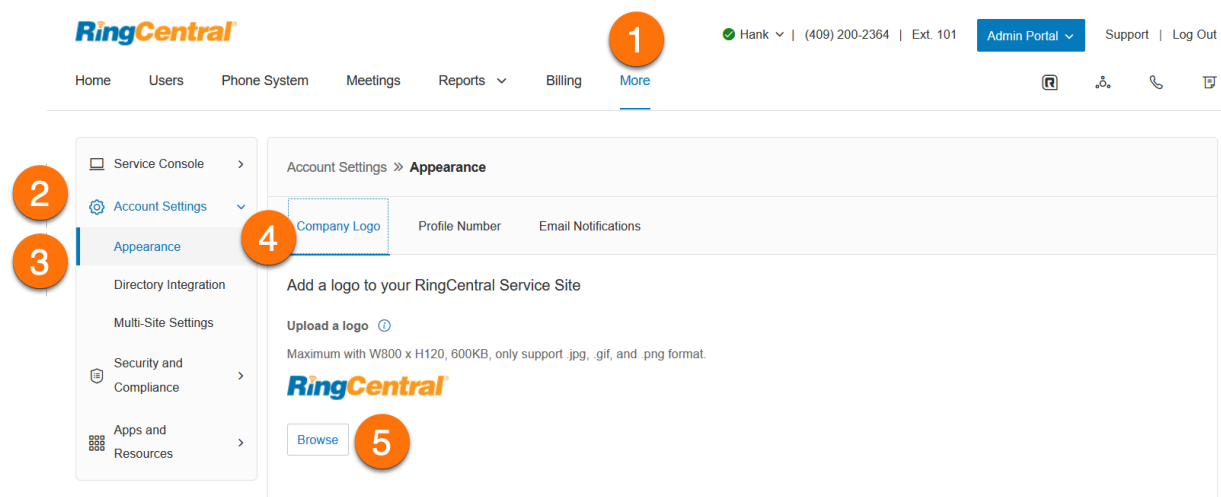 RingCentral
1
Hank | (409) 200-2364 | Ext. 101 Admin Portal Support | Log Out
Home Users Phone System Meetings Reports Billing More
Service Console
2
Account Settings
3
Appearance
Directory Integration
Multi-Site Settings
Security and
Compliance
Apps and
Resources
Account Settings » Appearance
4
Company Logo Profile Number Email Notifications
Add a logo to your RingCentral Service Site
Upload a logo
Maximum with W800 x H120, 600KB, only support .jpg, .gif, and .png format.
RingCentral
Browse
5